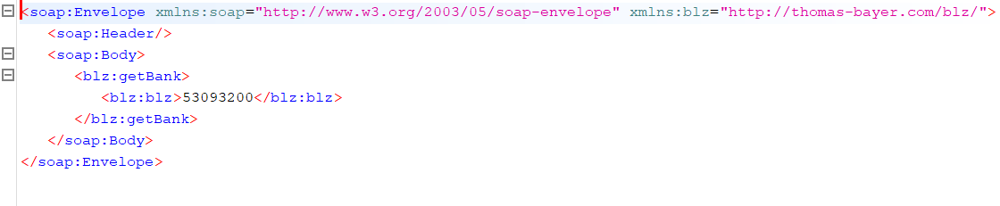 <soap:Envelope xmlns:soap="http://www.w3.org/2003/05/soap-envelope" xmlns:blz="http://thomas-bayer.com/blz/">
<soap:Header/>
<soap:Body>
<blz:getBank>
<blz:blz>53093200</blz:blz>
</blz:getBank>
</soap:Body>
</soap:Envelope>